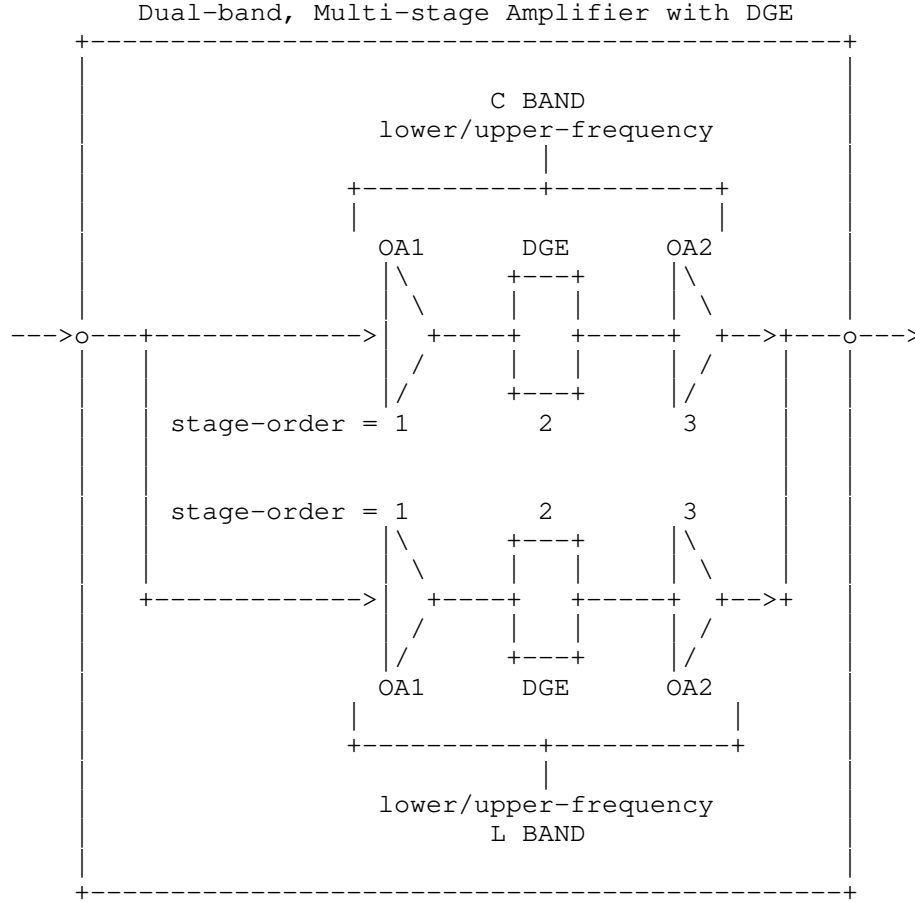 Dual-band, Multi-stage Amplifier with DGE
C BAND
lower/upper-frequency
OA1 DGE OA2
stage-order = 1 2 3
stage-order = 1 2 3
OA1 DGE OA2
lower/upper-frequency
L BAND